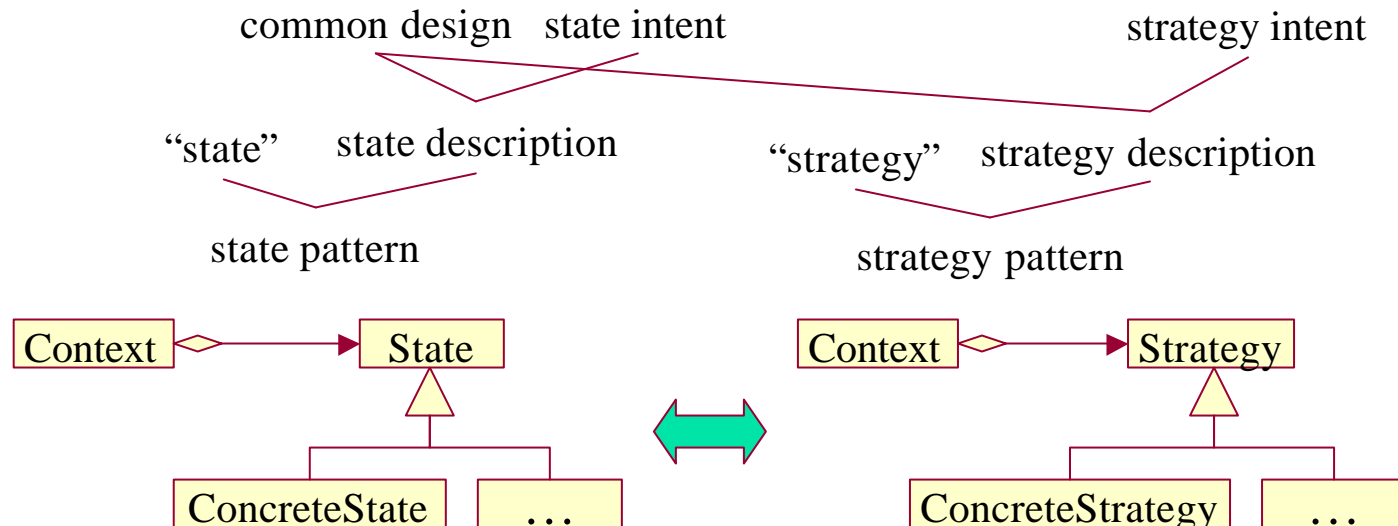 common design state intent strategy intent
“state” state description “strategy” strategy description
state pattern strategy pattern
Context State Context Strategy
ConcreteState … ConcreteStrategy …